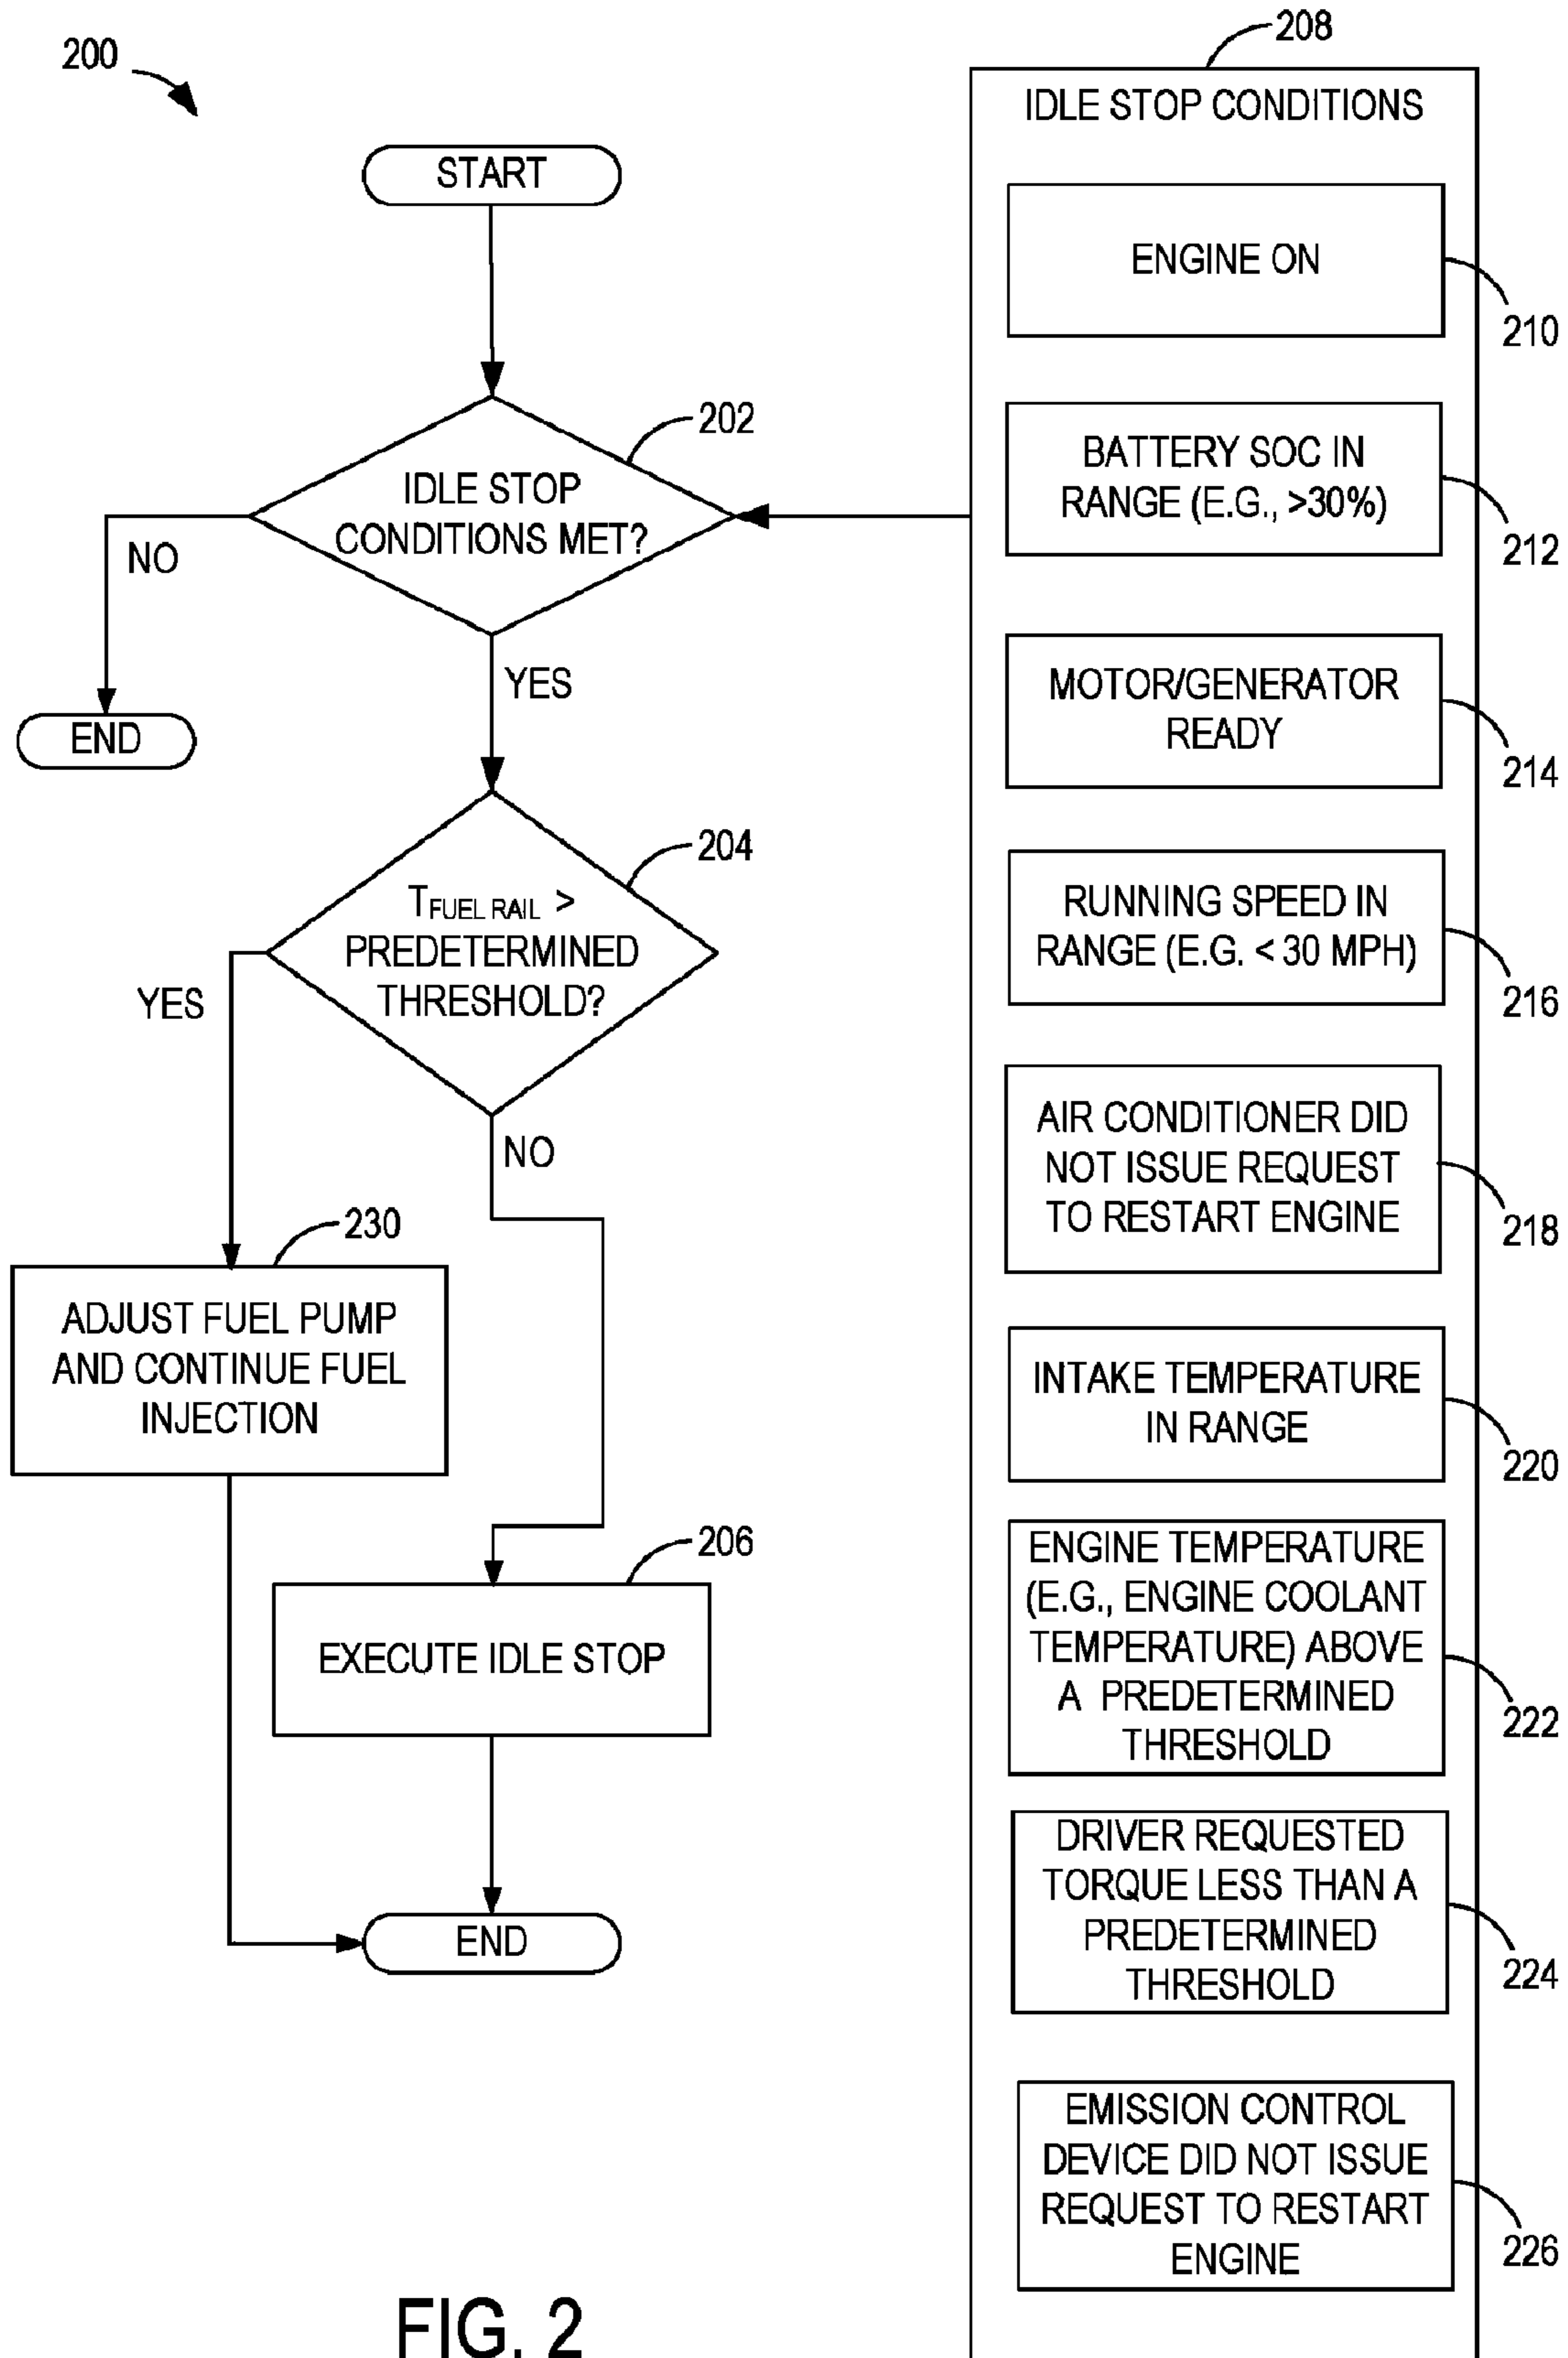 200
START
202
IDLE STOP
CONDITIONS MET?
NO
END
YES
204
TFUEL RAIL >
PREDETERMINED
THRESHOLD?
YES
NO
230
ADJUST FUEL PUMP
AND CONTINUE FUEL
INJECTION
206
EXECUTE IDLE STOP
END
FIG. 2
208
IDLE STOP CONDITIONS
ENGINE ON
210
BATTERY SOC IN
RANGE (E.G., >30%)
212
MOTOR/GENERATOR
READY
214
RUNNING SPEED IN
RANGE (E.G. < 30 MPH)
216
AIR CONDITIONER DID
NOT ISSUE REQUEST
TO RESTART ENGINE
218
INTAKE TEMPERATURE
IN RANGE
220
ENGINE TEMPERATURE
(E.G., ENGINE COOLANT
TEMPERATURE) ABOVE
A PREDETERMINED
THRESHOLD
222
DRIVER REQUESTED
TORQUE LESS THAN A
PREDETERMINED
THRESHOLD
224
EMISSION CONTROL
DEVICE DID NOT ISSUE
REQUEST TO RESTART
ENGINE
226